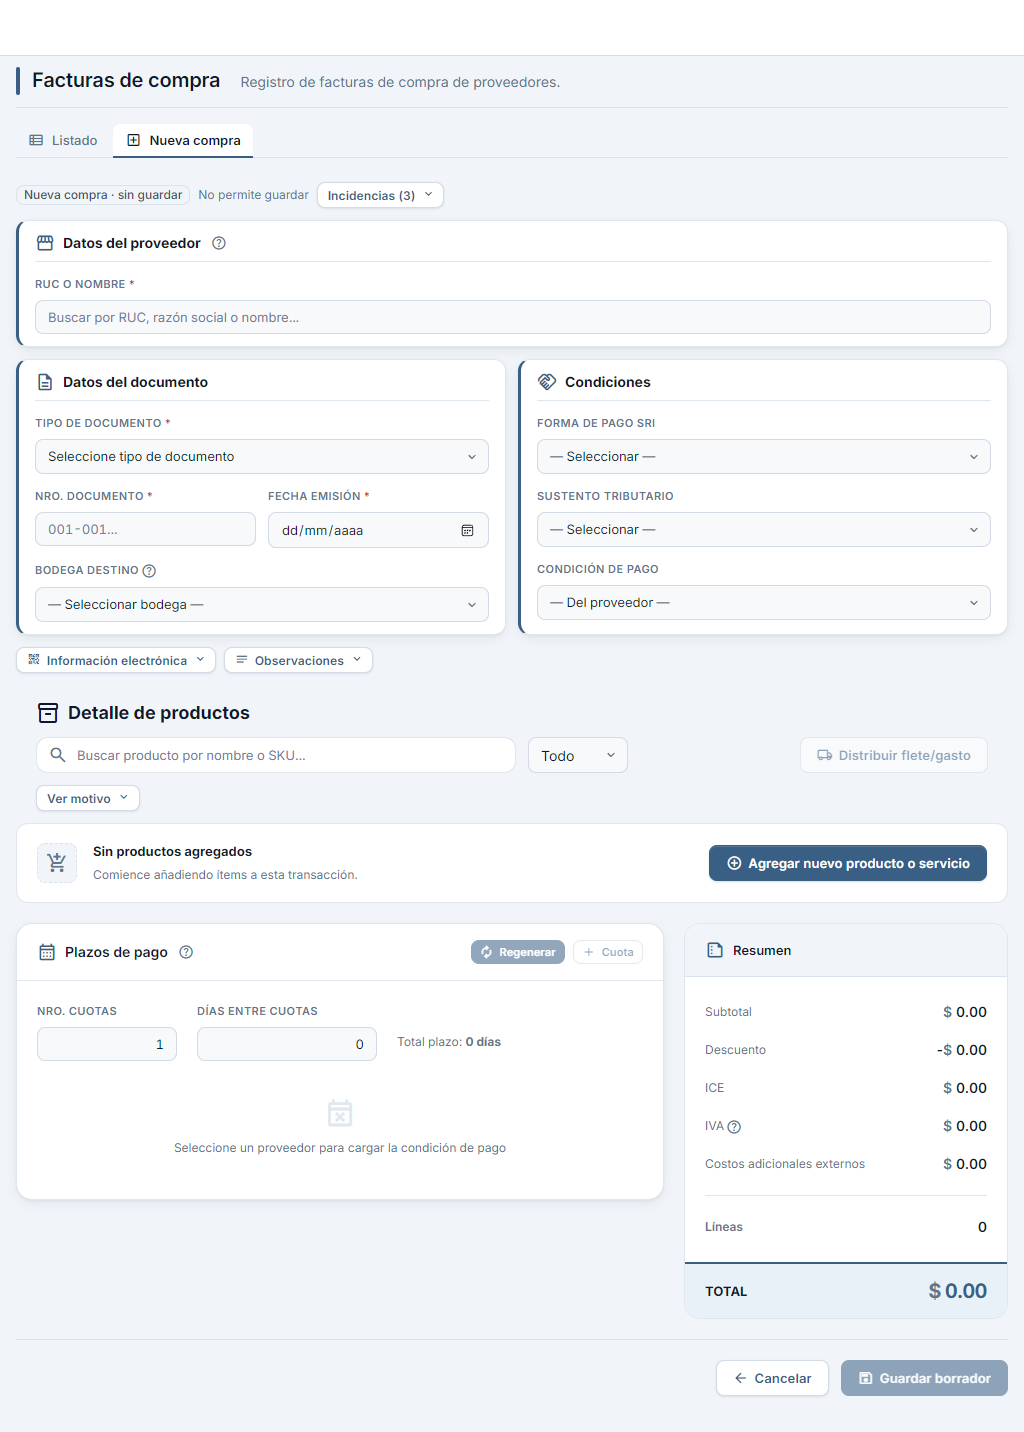 Facturas de compra
Registro de facturas de compra de proveedores.
Listado
Nueva compra
Nueva compra · sin guardar
No permite guardar
Incidencias (3)
Datos del proveedor
RUC O NOMBRE *
Buscar por RUC, razón social o nombre...
Datos del documento
TIPO DE DOCUMENTO *
Seleccione tipo de documento
NRO. DOCUMENTO *
FECHA EMISIÓN *
001-001...
dd/mm/aaaa
BODEGA DESTINO
— Seleccionar bodega —
Condiciones
FORMA DE PAGO SRI
— Seleccionar —
SUSTENTO TRIBUTARIO
— Seleccionar —
CONDICIÓN DE PAGO
— Del proveedor —
Información electrónica
Observaciones
Detalle de productos
Buscar producto por nombre o SKU...
Todo
Distribuir flete/gasto
Ver motivo
Sin productos agregados
Comience añadiendo ítems a esta transacción.
Agregar nuevo producto o servicio
Plazos de pago
Regenerar
Cuota
NRO. CUOTAS
DÍAS ENTRE CUOTAS
1
0
Total plazo: 0 días
Seleccione un proveedor para cargar la condición de pago
Resumen
Subtotal $ 0.00
Descuento -$ 0.00
ICE $ 0.00
IVA $ 0.00
Costos adicionales externos $ 0.00
Líneas 0
TOTAL $ 0.00
Cancelar
Guardar borrador